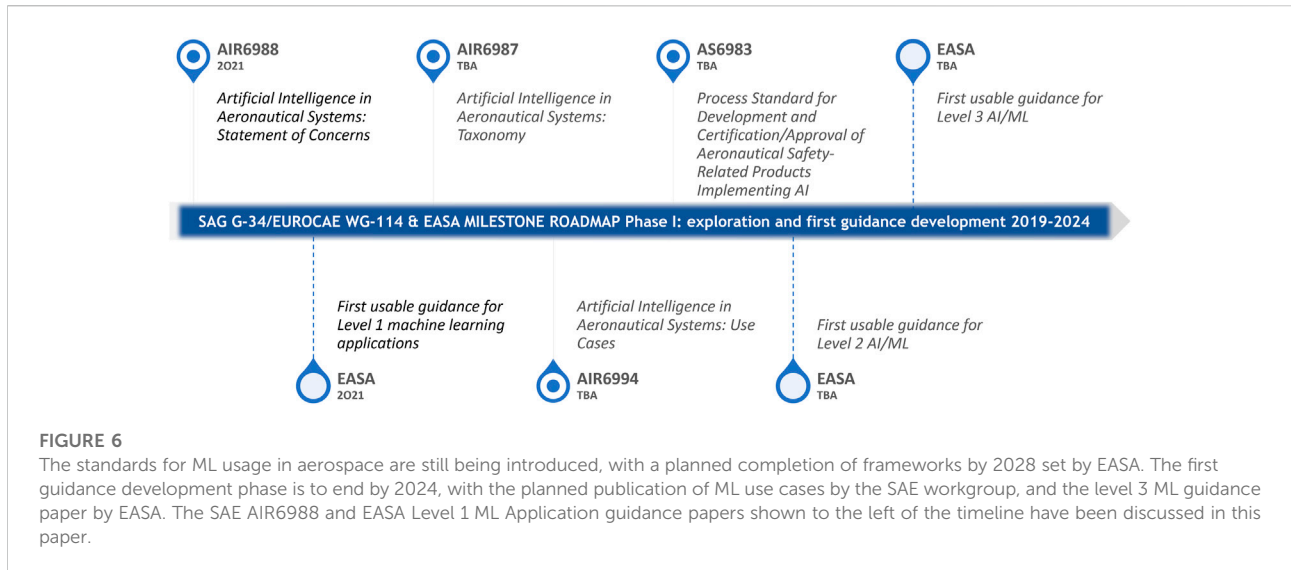 AIR6988
2021
Artificial Intelligence in
Aeronautical Systems:
Statement of Concerns
AIR6987
TBA
Artificial Intelligence in
Aeronautical Systems:
Taxonomy
AS6983
TBA
Process Standard for
Development and
Certification/Approval of
Aeronautical Safety-
Related Products
Implementing AI
EASA
TBA
First usable guidance for
Level 3 AI/ML
SAG G-34/EUROCAE WG-114 & EASA MILESTONE ROADMAP Phase I: exploration and first guidance development 2019-2024
First usable guidance for
Level 1 machine learning
applications
EASA
2021
Artificial Intelligence in
Aeronautical Systems: Use
Cases
AIR6994
TBA
First usable guidance for
Level 2 AI/ML
EASA
TBA
FIGURE 6
The standards for ML usage in aerospace are still being introduced, with a planned completion of frameworks by 2028 set by EASA. The first
guidance development phase is to end by 2024, with the planned publication of ML use cases by the SAE workgroup, and the level 3 ML guidance
paper by EASA. The SAE AIR6988 and EASA Level 1 ML Application guidance papers shown to the left of the timeline have been discussed in this
paper.